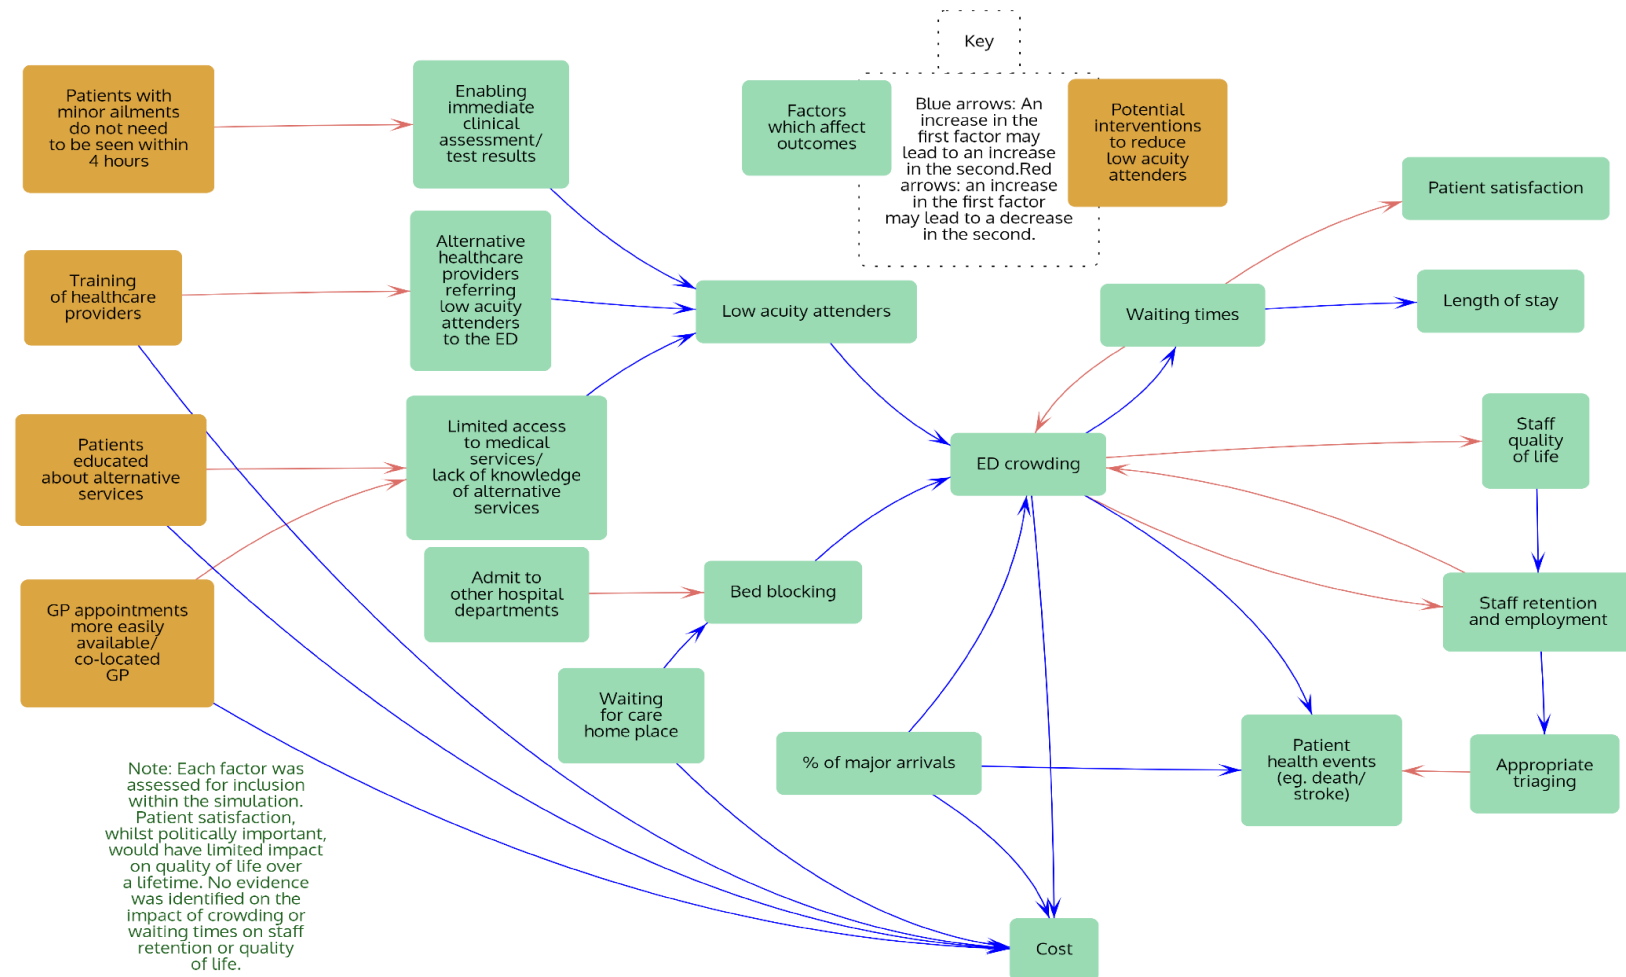 Key
Patients with
minor ailments
do not need
to be seen within
4 hours
Enabling
immediate
clinical
assessment/
test results
Factors
which affect
outcomes
Blue arrows: An
increase in the
first factor may
lead to an increase
in the second.Red
arrows: an increase
in the first factor
may lead to a decrease
in the second.
Potential
interventions
to reduce
low acuity
attenders
Patient satisfaction
Training
of healthcare
providers
Alternative
healthcare
providers
referring
low acuity
attenders
to the ED
Low acuity attenders
Waiting times
Length of stay
Patients
educated
about alternative
services
Limited access
to medical
services/
lack of knowledge
of alternative
services
ED crowding
Staff
quality
of life
GP appointments
more easily
available/
co-located
GP
Admit to
other hospital
departments
Bed blocking
Staff retention
and employment
Waiting
for care
home place
% of major arrivals
Patient
health events
(eg. death/
stroke)
Appropriate
triaging
Note: Each factor was
assessed for inclusion
within the simulation.
Patient satisfaction,
whilst politically important,
would have limited impact
on quality of life over
a lifetime. No evidence
was identified on the
impact of crowding or
waiting times on staff
retention or quality
of life.
Cost